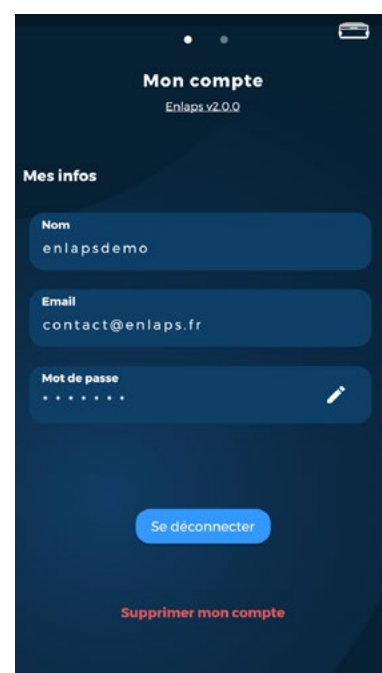 Mon compte
Enlaps v2.0.0
Mes infos
Nom
enlapsdemo
Email
contact@enlaps.fr
Mot de passe
Se déconnecter
Supprimer mon compte